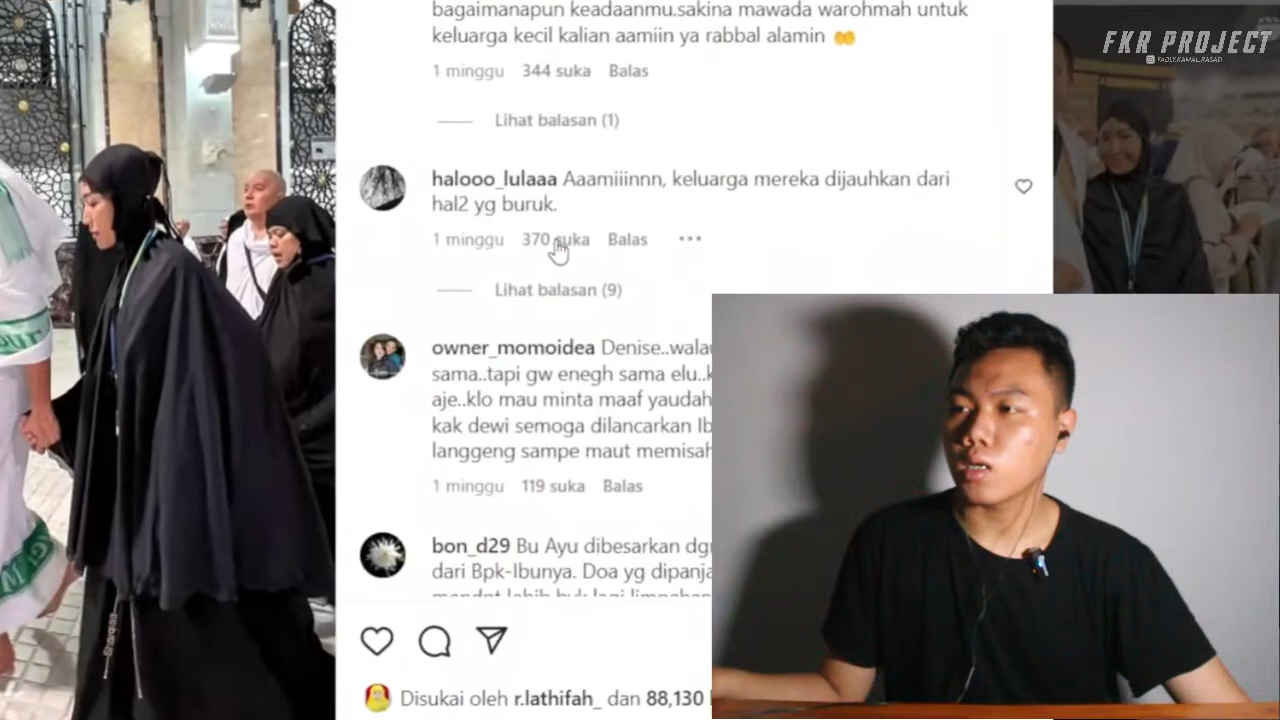 bagaimanapun keadaanmu.sakina mawada warohmah untuk
keluarga kecil kalian aamiin ya rabbal alamin
1 minggu 344 suka Balas
Lihat balasan (1)
halooo_lulaaa Aaamiiinnn, keluarga mereka dijauhkan dari
hal2 yg buruk.
1 minggu 370 suka Balas
Lihat balasan (9)
owner_momoidea Denise..walau
sama..tapi gw enegh sama elu..k
aje..klo mau minta maaf yaudah
kak dewi semoga dilancarkan Ib
langgeng sampe maut memisah
1 minggu 119 suka Balas
bon_d29 Bu Ayu dibesarkan dgr
dari Bpk-Ibunya. Doa yg dipanja
Disukai oleh r.lathifah_ dan 88,130
FKR PROJECT